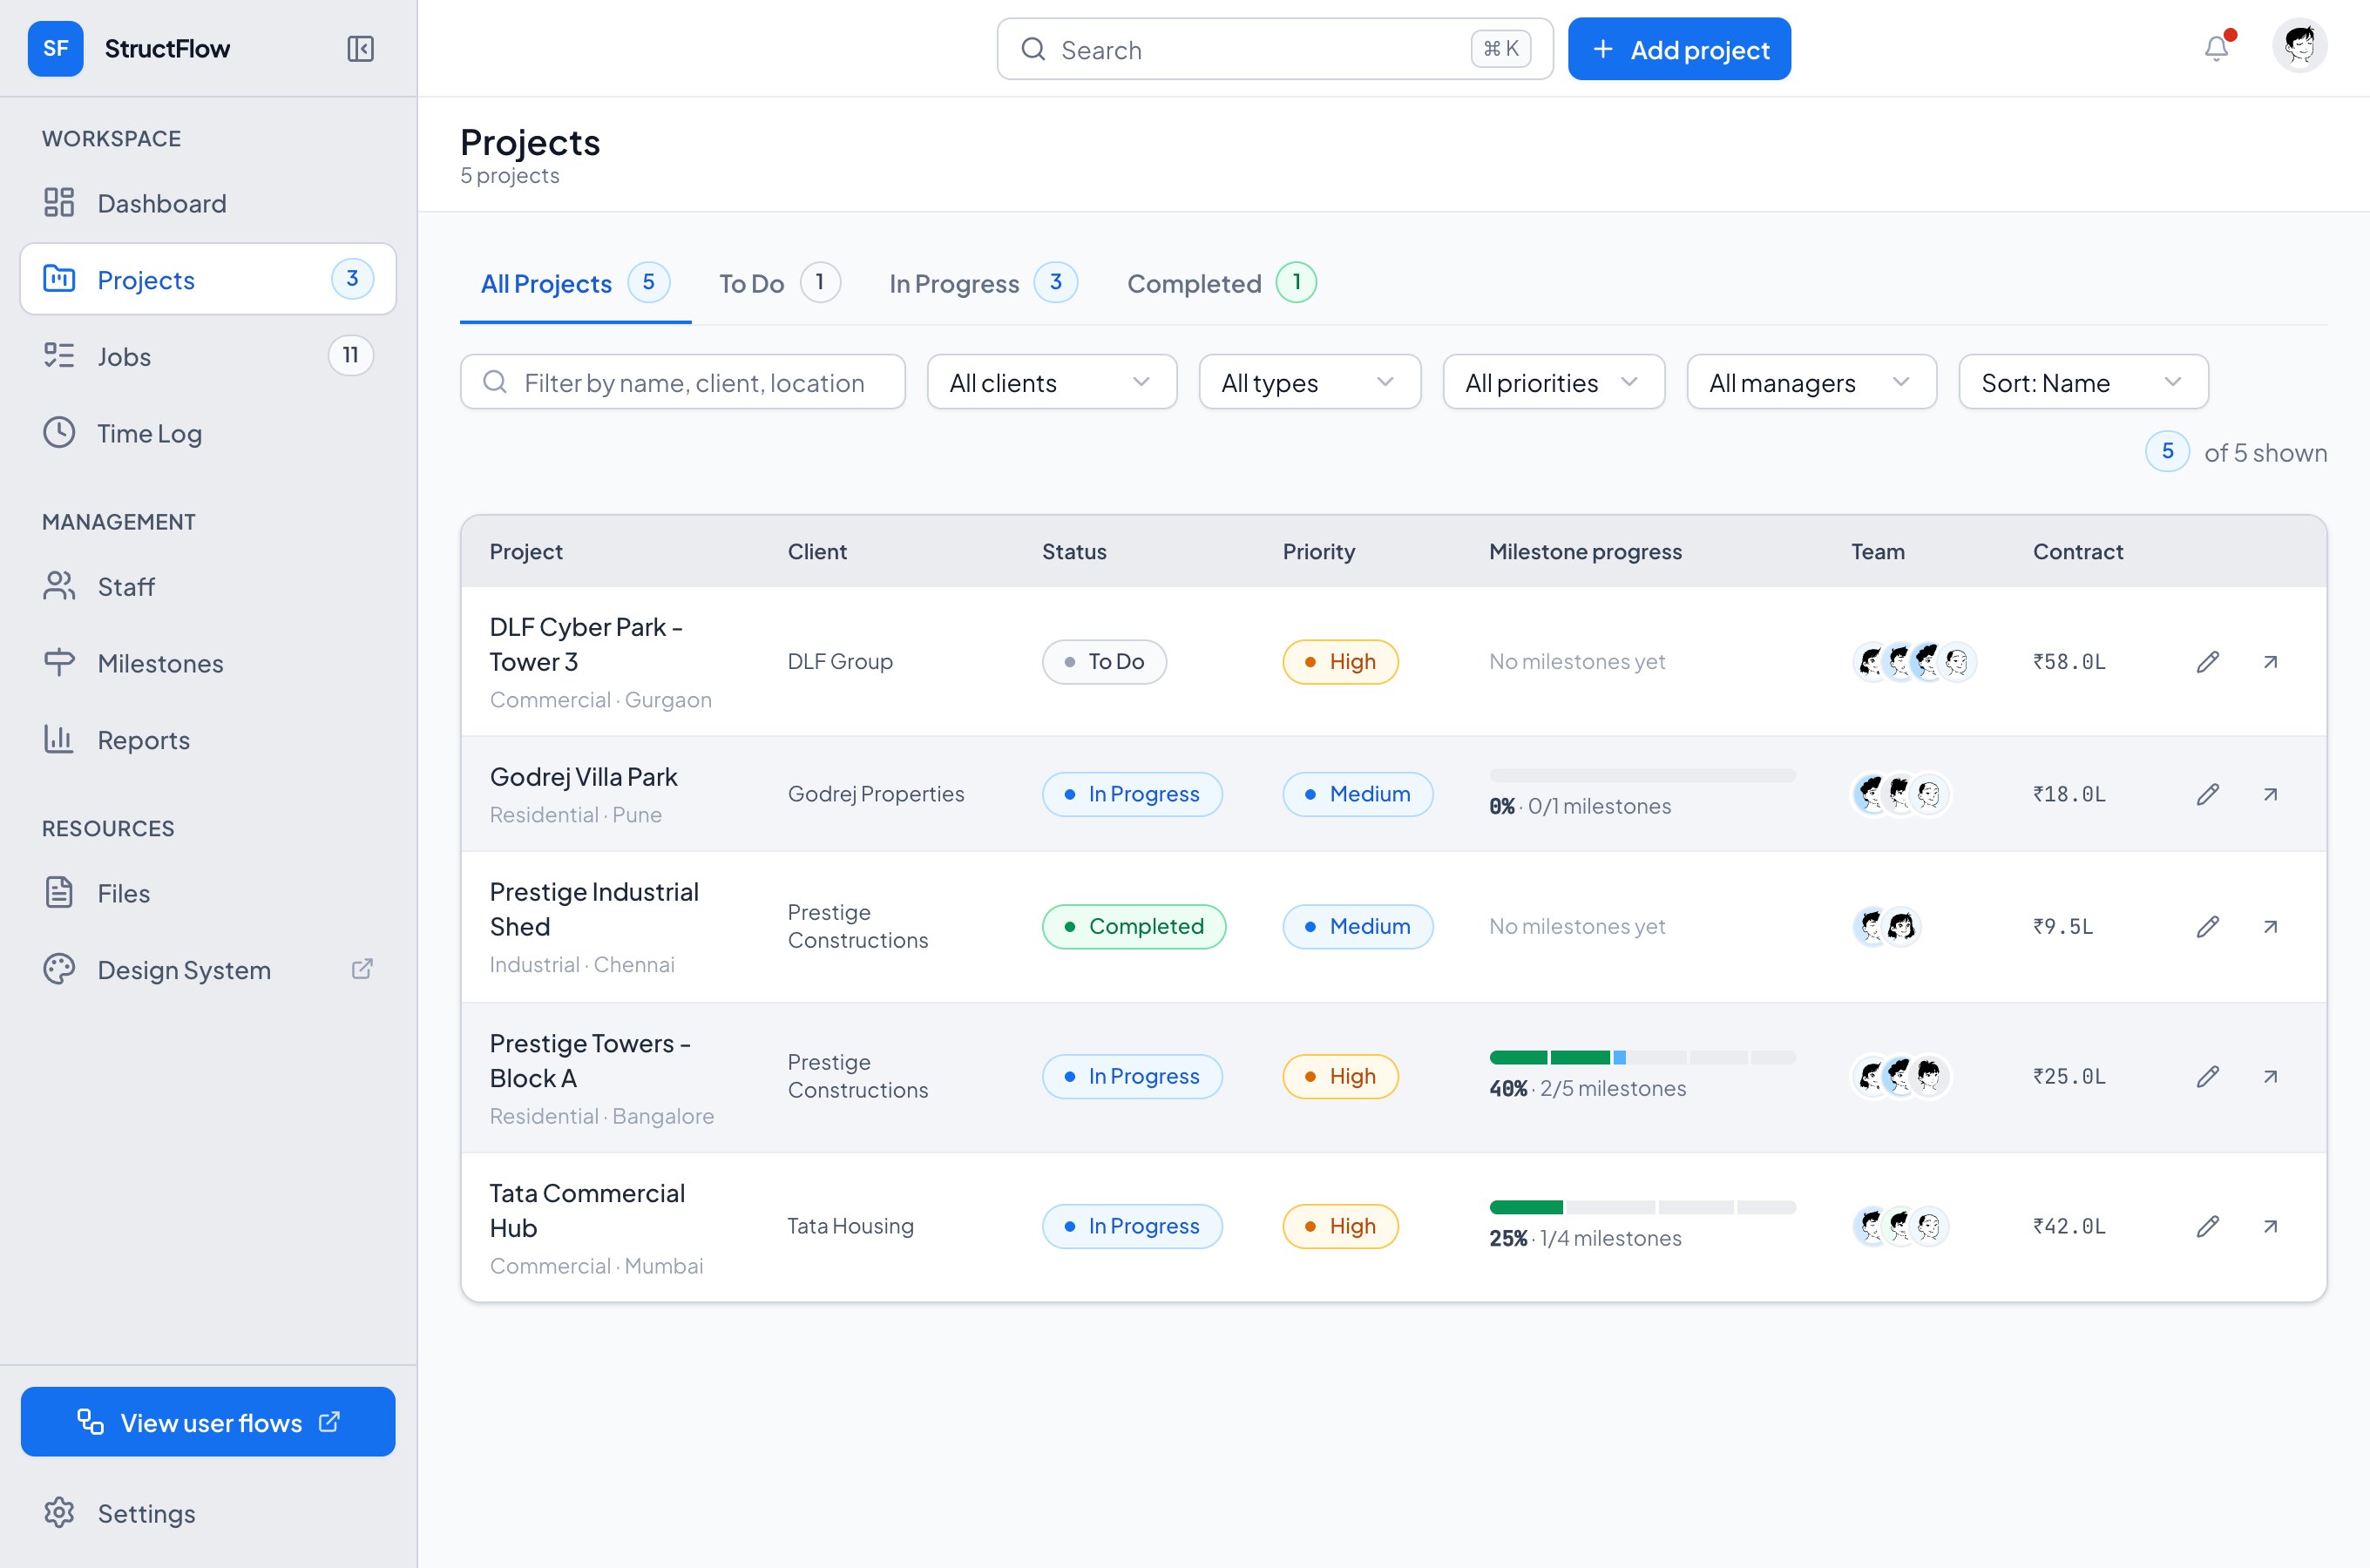 SF StructFlow
Search ⌘ K
+ Add project
WORKSPACE
Dashboard
Projects 3
Jobs 11
Time Log
MANAGEMENT
Staff
Milestones
Reports
RESOURCES
Files
Design System
View user flows
Settings
Projects
5 projects
All Projects 5 To Do 1 In Progress 3 Completed 1
Filter by name, client, location All clients All types All priorities All managers Sort: Name
5 of 5 shown
Project Client Status Priority Milestone progress Team Contract
DLF Cyber Park -
Tower 3
Commercial · Gurgaon
DLF Group
To Do
High
No milestones yet
₹58.0L
Godrej Villa Park
Residential · Pune
Godrej Properties
In Progress
Medium
0% · 0/1 milestones
₹18.0L
Prestige Industrial
Shed
Industrial · Chennai
Prestige
Constructions
Completed
Medium
No milestones yet
₹9.5L
Prestige Towers -
Block A
Residential · Bangalore
Prestige
Constructions
In Progress
High
40% · 2/5 milestones
₹25.0L
Tata Commercial
Hub
Commercial · Mumbai
Tata Housing
In Progress
High
25% · 1/4 milestones
₹42.0L